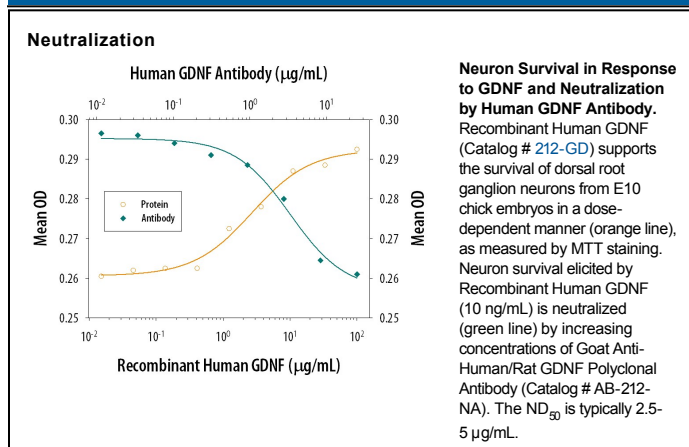 Neutralization
Human GDNF Antibody (μg/mL)
10-2 10-1 100 101
0.30 0.30
0.29 0.29
0.28 0.28
0.27 0.27
0.26 0.26
0.25 0.25
Mean OD
Mean OD
Protein
Antibody
10-2 10-1 100 101 102
Recombinant Human GDNF (μg/mL)
Neuron Survival in Response
to GDNF and Neutralization
by Human GDNF Antibody.
Recombinant Human GDNF
(Catalog # 212-GD) supports
the survival of dorsal root
ganglion neurons from E10
chick embryos in a dose-
dependent manner (orange line),
as measured by MTT staining.
Neuron survival elicited by
Recombinant Human GDNF
(10 ng/mL) is neutralized
(green line) by increasing
concentrations of Goat Anti-
Human/Rat GDNF Polyclonal
Antibody (Catalog # AB-212-
NA). The ND50 is typically 2.5-
5 μg/mL.